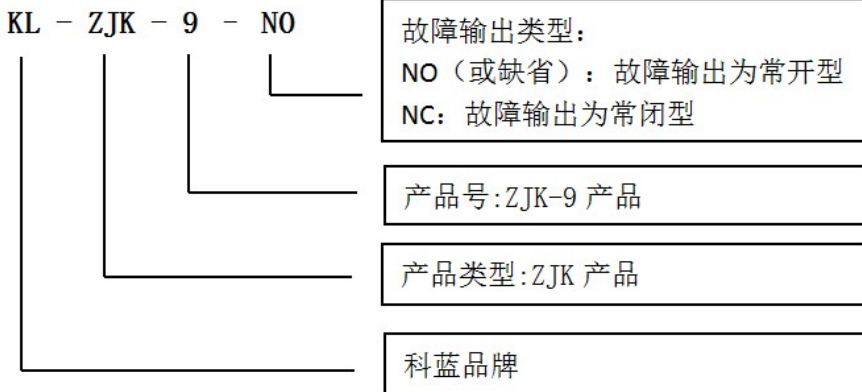 KL - ZJK - 9 - NO
故障输出类型：
NO（或缺省）：故障输出为常开型
NC：故障输出为常闭型
产品号:ZJK-9 产品
产品类型:ZJK 产品
科蓝品牌